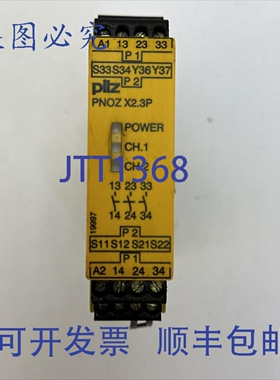 是图必究
A1 13 23 33
P 1
S33 S34 Y36 Y37
P 2
pilz
PNOZ X2.3P
POWER
CH.1
CH.2
JTT1368
13 23 33
14 24 34
19997
P 2
S11 S12 S21 S22
P 1
A2 14 24 34
可开发票
顺丰包邮